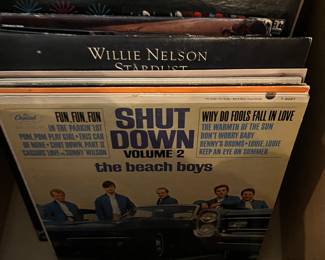 WILLIE NELSON
STARDUST
Capitol
FUN, FUN, FUN
IN THE PARKIN' LOT
POM, POM PLAY GIRL • THIS CAR
OF MINE • SHUT DOWN, PART II
CASSIUS LOVE vs SONNY WILSON
SHUT
DOWN
VOLUME 2
the beach boys
WHY DO FOOLS FALL IN LOVE
THE WARMTH OF THE SUN
DON'T WORRY BABY
DENNY'S DRUMS • LOUIE, LOUIE
KEEP AN EYE ON SUMMER